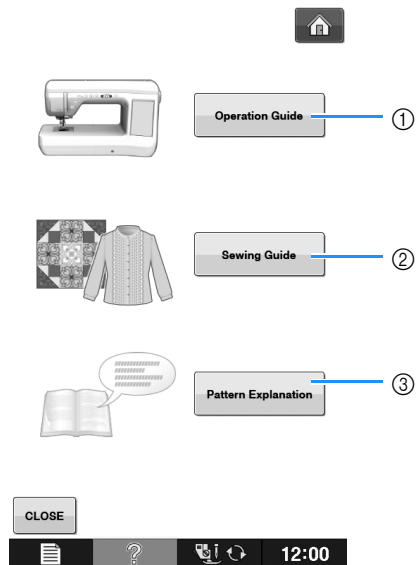 Operation Guide
①
Sewing Guide
②
Pattern Explanation
③
CLOSE
?
12:00